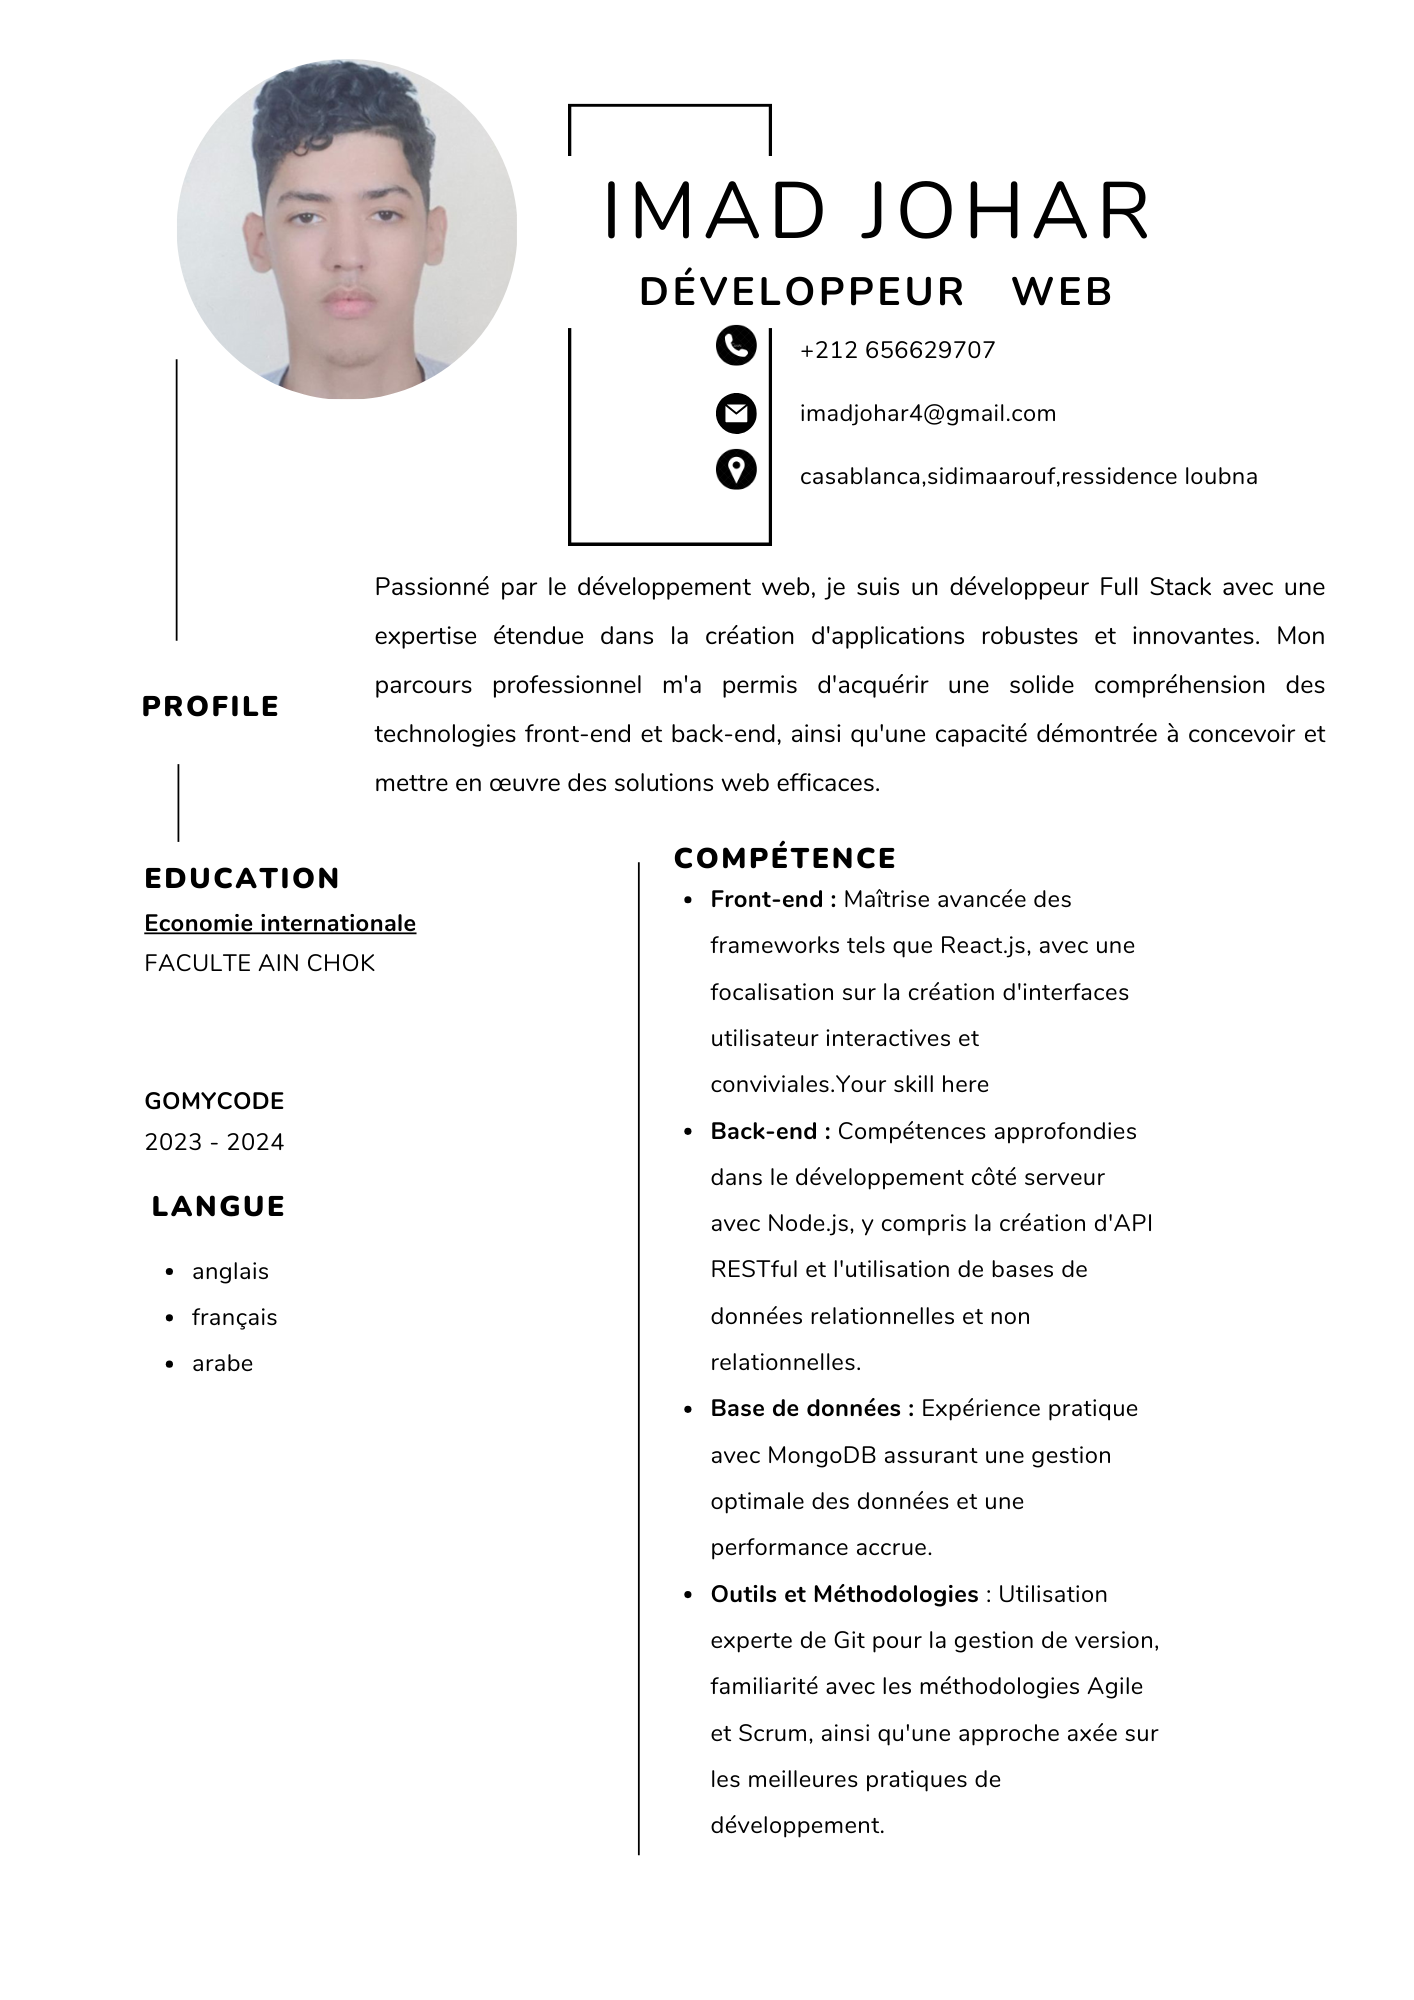 IMAD JOHAR
DÉVELOPPEUR WEB
+212 656629707
imadjohar4@gmail.com
casablanca,sidimaarouf,ressidence loubna
PROFILE
Passionné par le développement web, je suis un développeur Full Stack avec une
expertise étendue dans la création d'applications robustes et innovantes. Mon
parcours professionnel m'a permis d'acquérir une solide compréhension des
technologies front-end et back-end, ainsi qu'une capacité démontrée à concevoir et
mettre en œuvre des solutions web efficaces.
EDUCATION
Economie internationale
FACULTE AIN CHOK
GOMYCODE
2023 - 2024
LANGUE
• anglais
• français
• arabe
COMPÉTENCE
• Front-end : Maîtrise avancée des
frameworks tels que React.js, avec une
focalisation sur la création d'interfaces
utilisateur interactives et
conviviales.Your skill here
• Back-end : Compétences approfondies
dans le développement côté serveur
avec Node.js, y compris la création d'API
RESTful et l'utilisation de bases de
données relationnelles et non
relationnelles.
• Base de données : Expérience pratique
avec MongoDB assurant une gestion
optimale des données et une
performance accrue.
• Outils et Méthodologies : Utilisation
experte de Git pour la gestion de version,
familiarité avec les méthodologies Agile
et Scrum, ainsi qu'une approche axée sur
les meilleures pratiques de
développement.